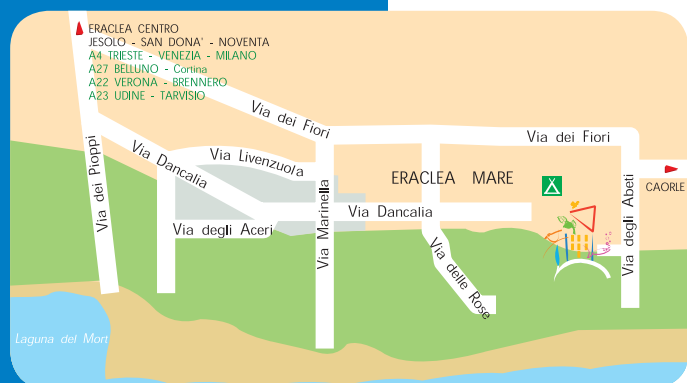 ERACLEA CENTRO
JESOLO - SAN DONA' - NOVENTA
A4 TRIESTE - VENEZIA - MILANO
A27 BELLUNO - Cortina
A22 VERONA - BRENNERO
A23 UDINE - TARVISIO
Via dei Fiori
Via dei Fiori
Via dei Pioppi
Via Dancalia
Via Livenzuola
ERACLEA MARE
CAORLE
Via Marinella
Via Dancalia
Via degli Abeti
Via degli Aceri
Via delle Rose
Laguna del Mort